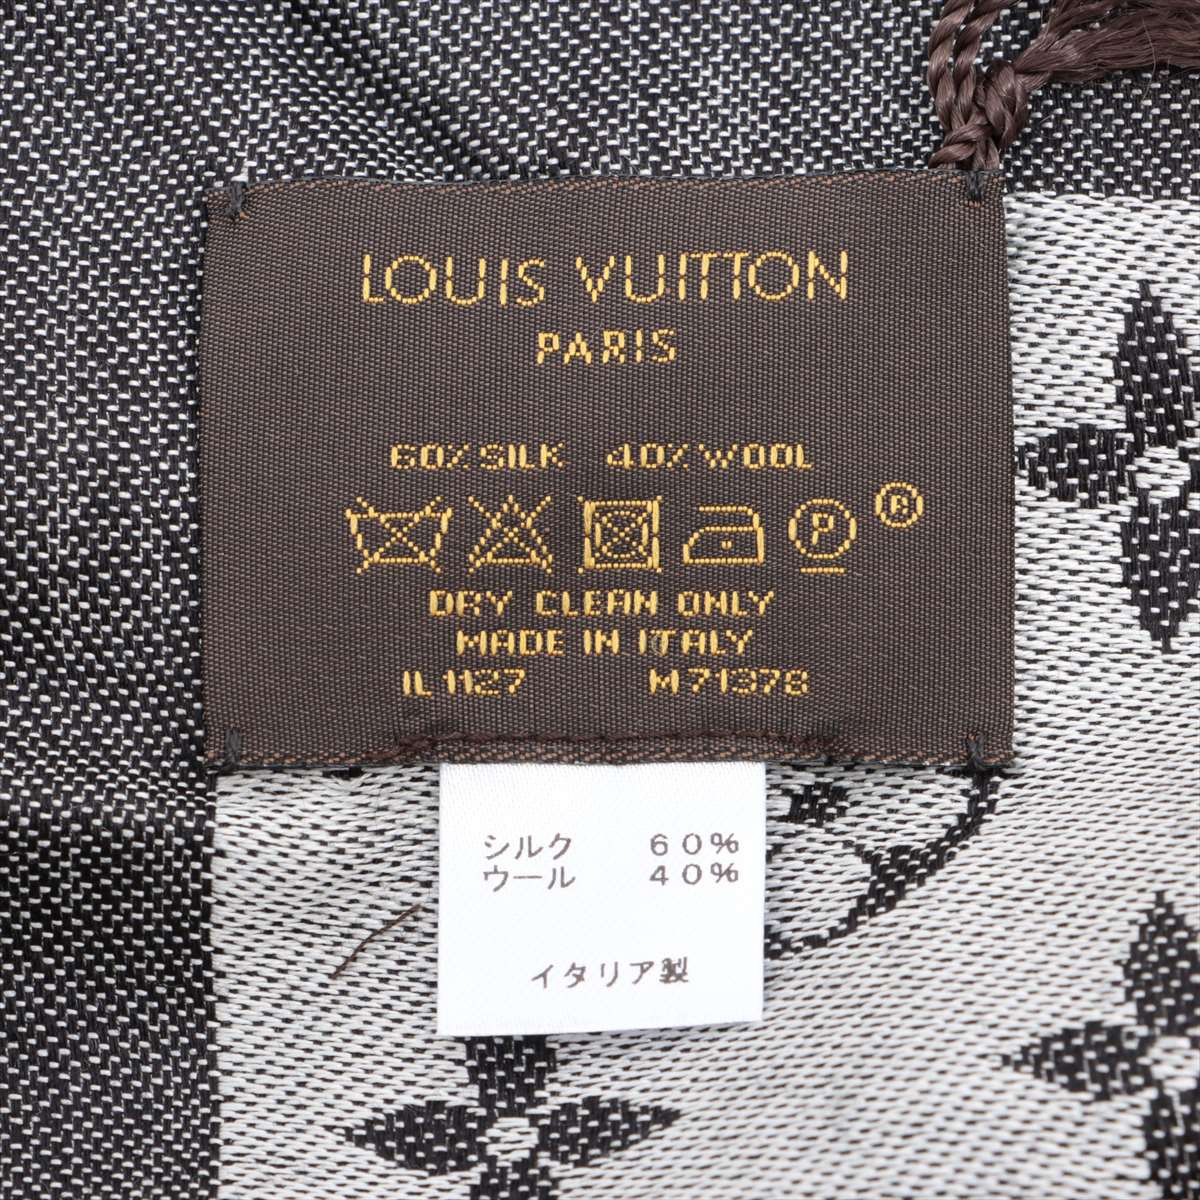 LOUIS VUITTON
PARIS
60% SILK 40% WOOL
P ®
DRY CLEAN ONLY
MADE IN ITALY
IL1127 M71378
シルク 60%
ウール 40%
イタリア製